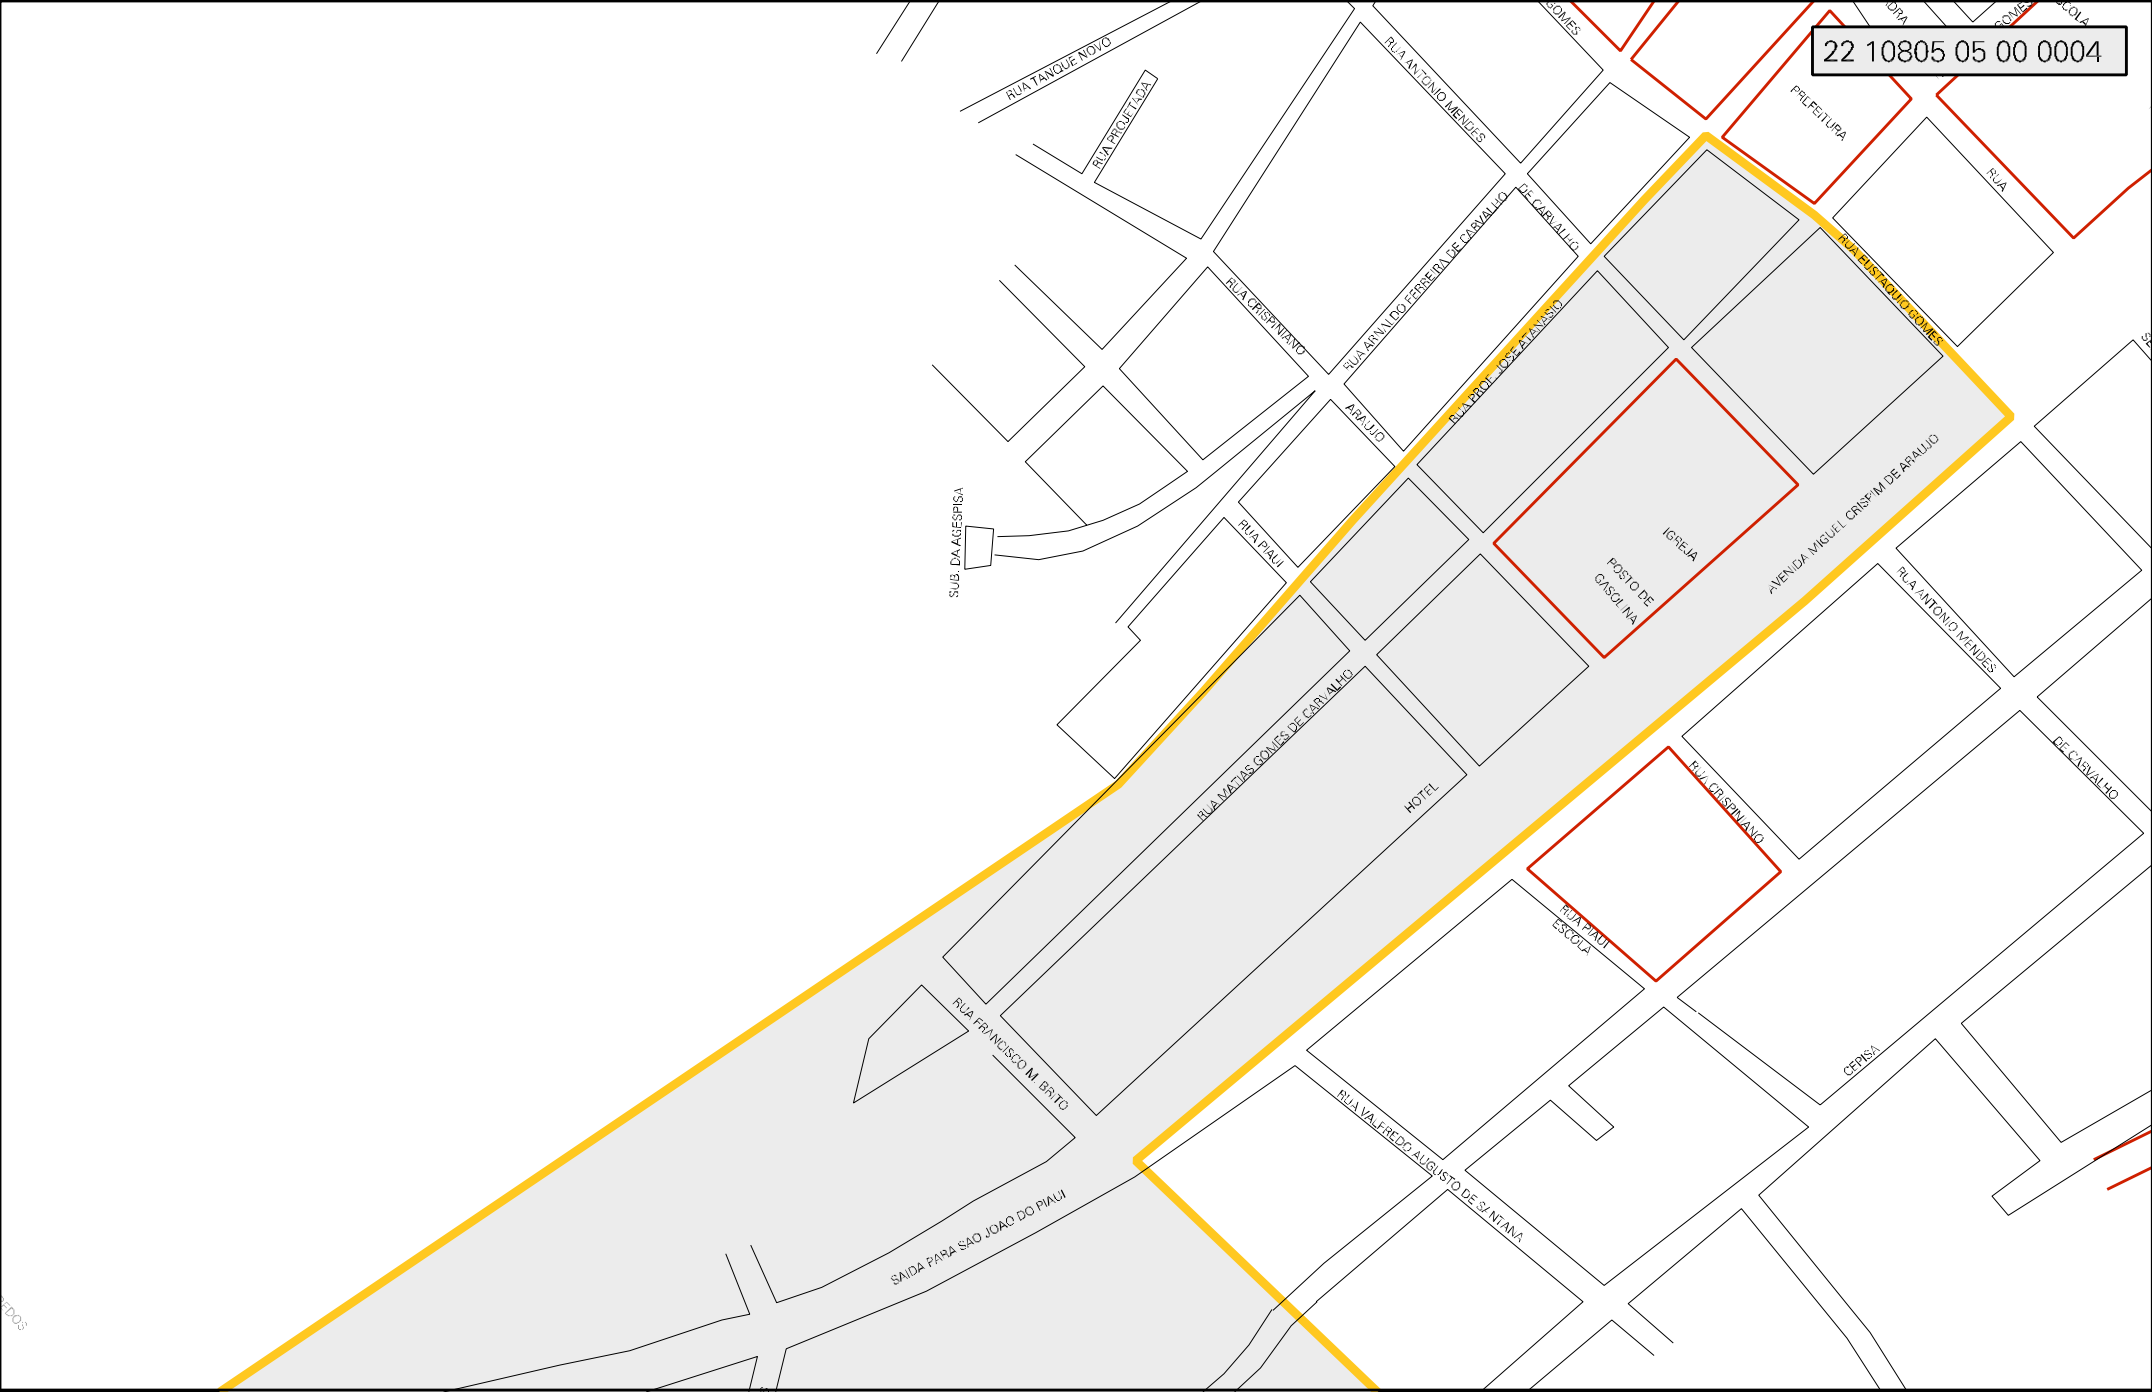 GOMES
RUA ANTONIO MENDES
RUA TANQUE NOVO
RUA PROJETADA
GOMES
22 10805 05 00 0004
PREFEITURA
RUA
DE CARVALHO
RUA ARNALDO FERREIRA DE CARVALHO
RUA EUSTAQUIO GOMES
RUA CRISPINIANO
RUA PROF. JOSE ATANASIO
ARAUJO
AVENIDA MIGUEL CRISPIM DE ARAUJO
SUB. DA AGESPISA
RUA PIAUI
IGREJA
POSTO DE
GASOLINA
RUA ANTONIO MENDES
RUA MATIAS GOMES DE CARVALHO
HOTEL
DE CARVALHO
RUA CRISPINIANO
RUA PIAUI
ESCOLA
RUA FRANCISCO M. BRITO
CEPISA
RUA VALFREDO AUGUSTO DE SANTANA
SAIDA PARA SAO JOAO DO PIAUI